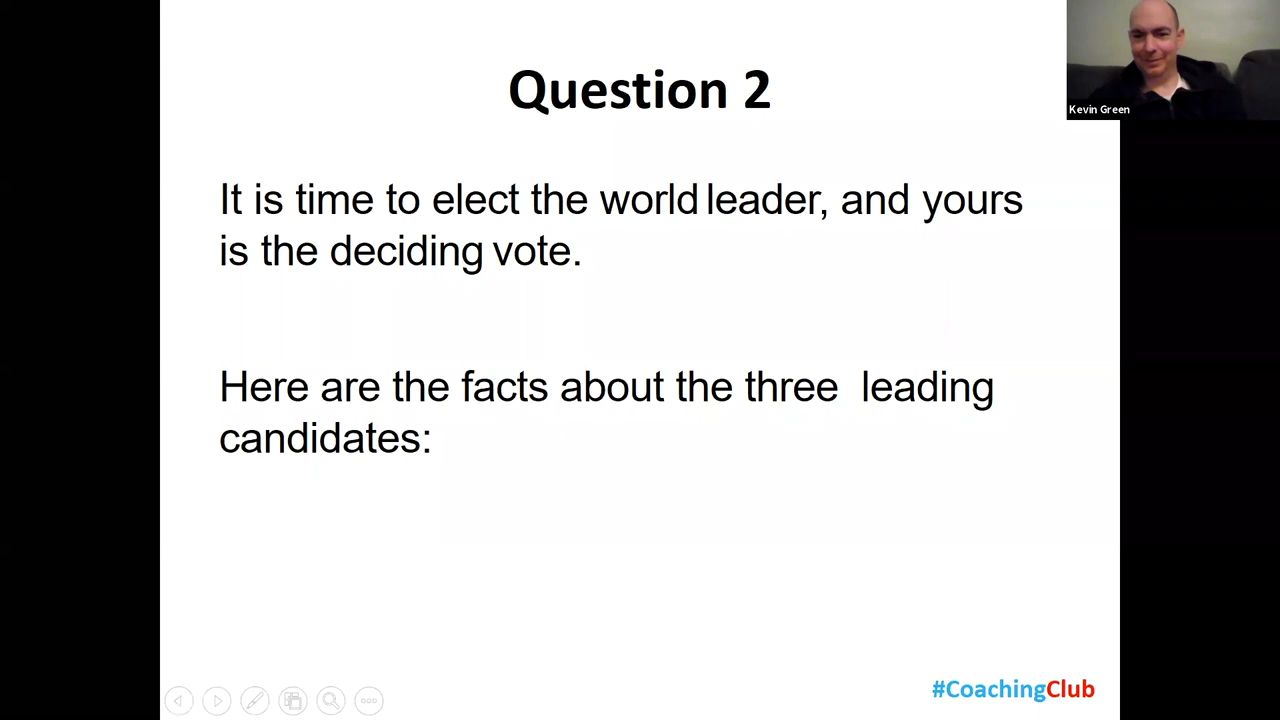 Question 2
Kevin Green
It is time to elect the world leader, and yours
is the deciding vote.
Here are the facts about the three leading
candidates:
#CoachingClub